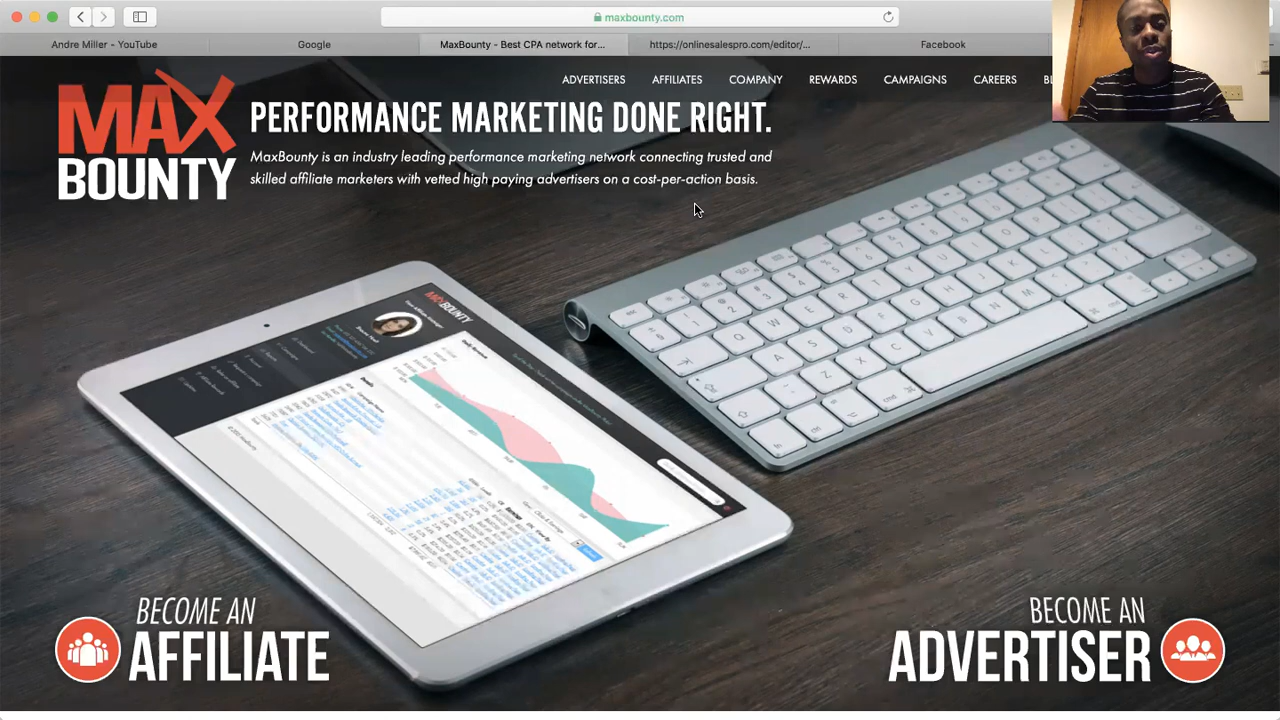 maxbounty.com
Andre Miller - YouTube
Google
MaxBounty - Best CPA network for...
https://onlinesalespro.com/editor/...
Facebook
ADVERTISERS
AFFILIATES
COMPANY
REWARDS
CAMPAIGNS
CAREERS
MAX
BOUNTY
PERFORMANCE MARKETING DONE RIGHT.
MaxBounty is an industry leading performance marketing network connecting trusted and
skilled affiliate marketers with vetted high paying advertisers on a cost-per-action basis.
MAXBOUNTY
BECOME AN
AFFILIATE
BECOME AN
ADVERTISER